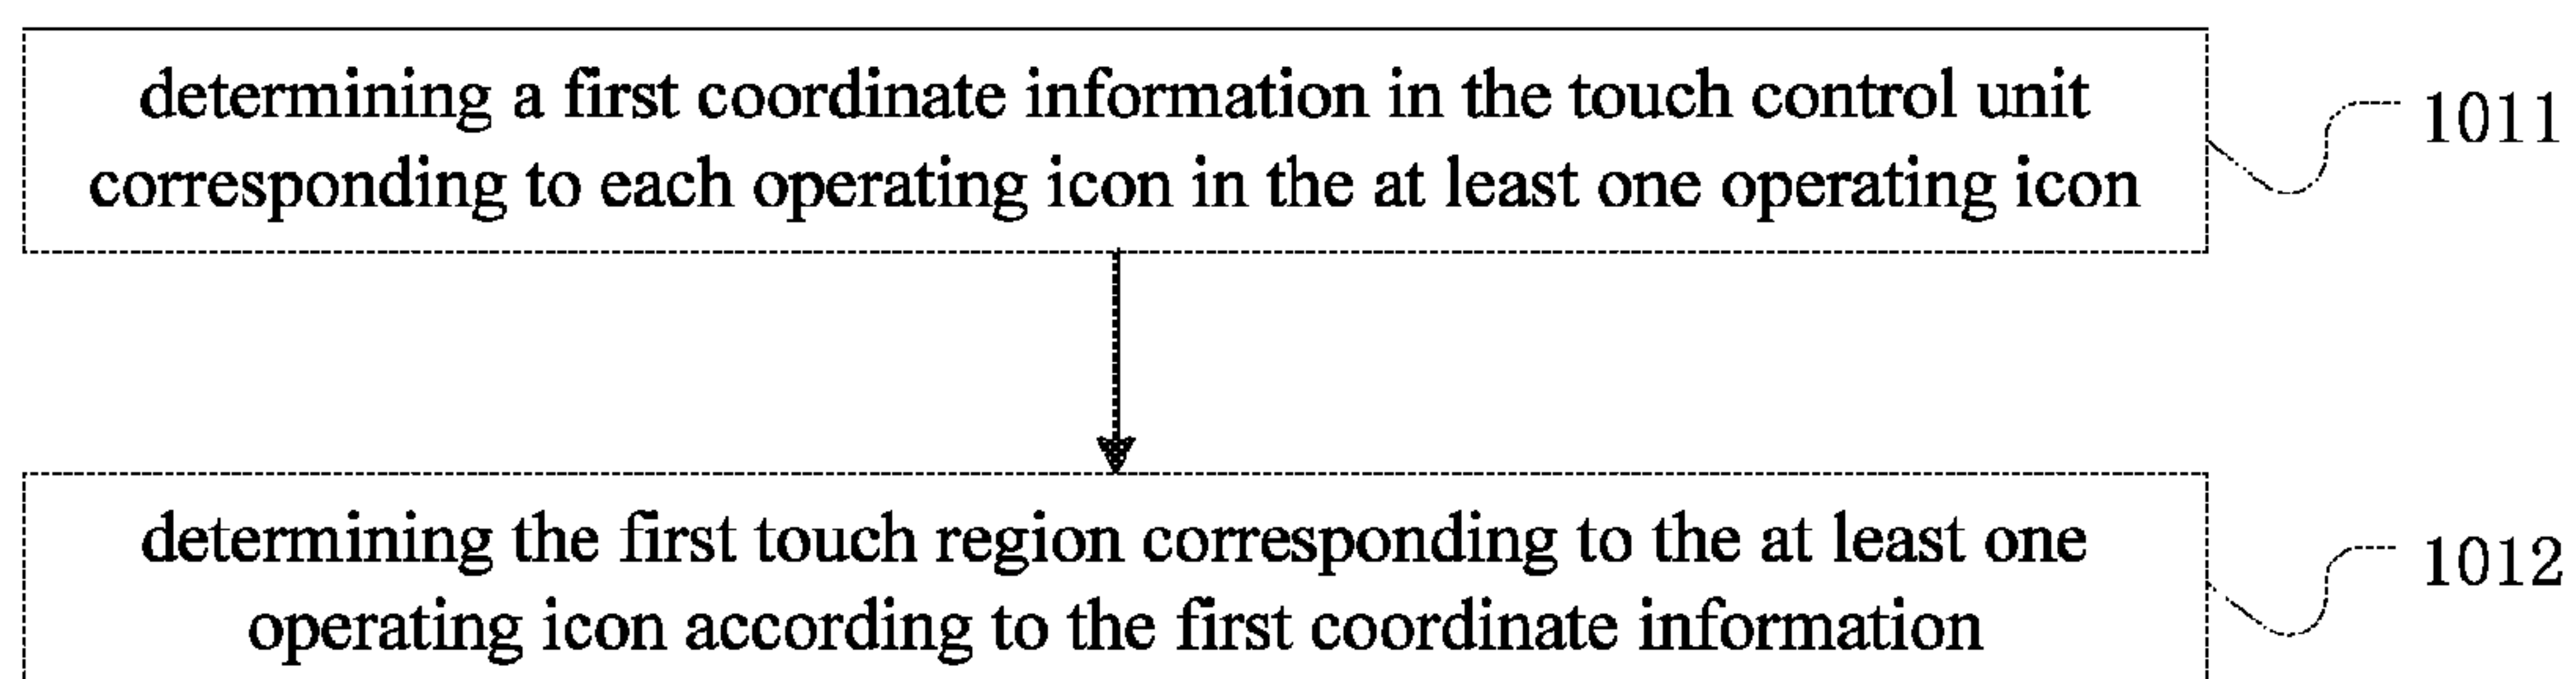 determining a first coordinate information in the touch control unit
corresponding to each operating icon in the at least one operating icon
1011
determining the first touch region corresponding to the at least one
operating icon according to the first coordinate information
1012